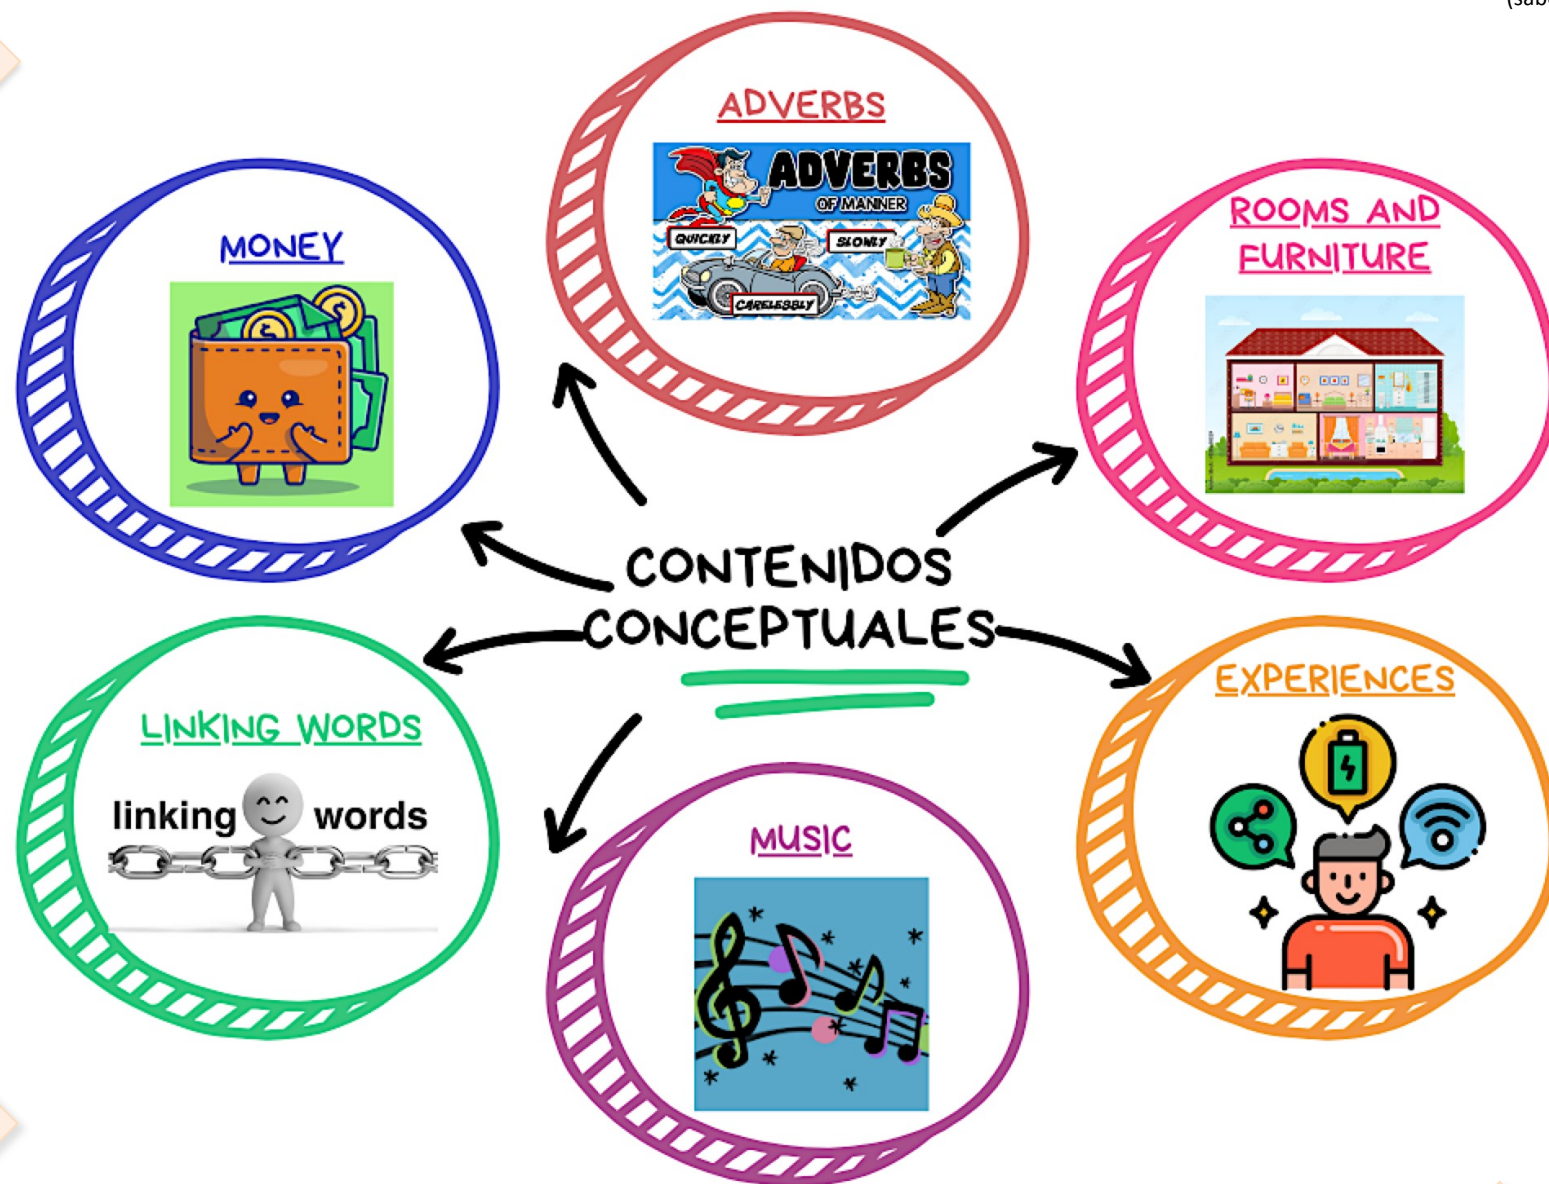 ADVERBS
ADVERBS
OF MANNER
QUICKLY
SLOWLY
CARELESSLY
MONEY
ROOMS AND
FURNITURE
CONTENIDOS
CONCEPTUALES
LINKING WORDS
linking words
EXPERIENCES
MUSIC